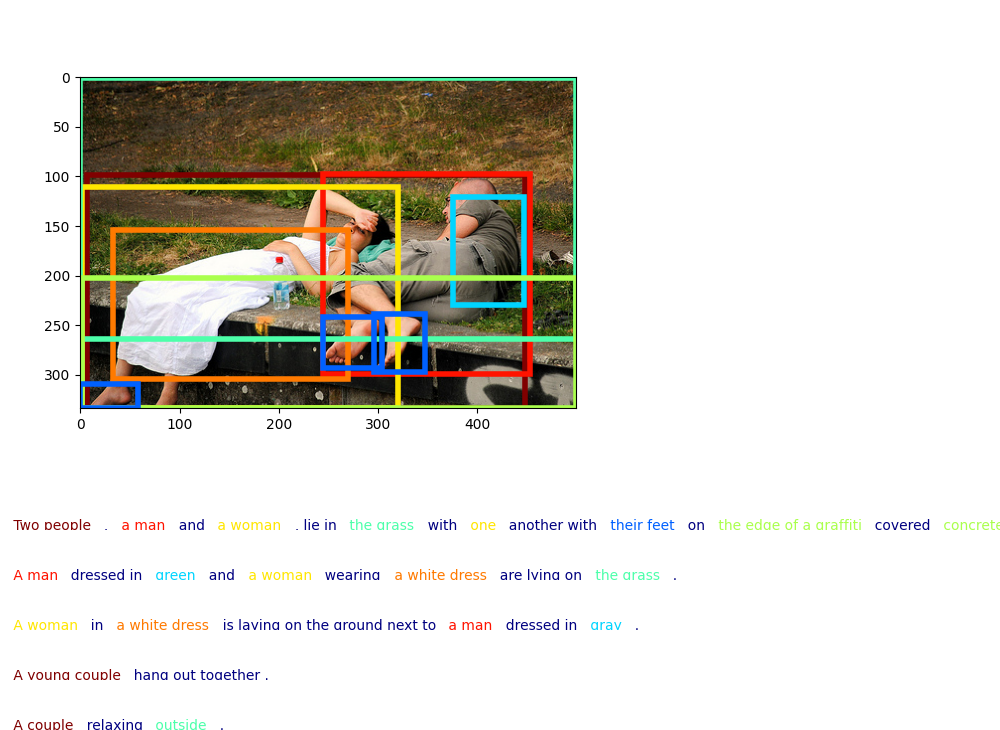 0
50
100
150
200
250
300
0 100 200 300 400
Two people , a man and a woman , lie in the grass with one another with their feet on the edge of a graffiti covered concrete
A man dressed in green and a woman wearing a white dress are lying on the grass .
A woman in a white dress is laying on the ground next to a man dressed in gray .
A young couple hang out together .
A couple relaxing outside .